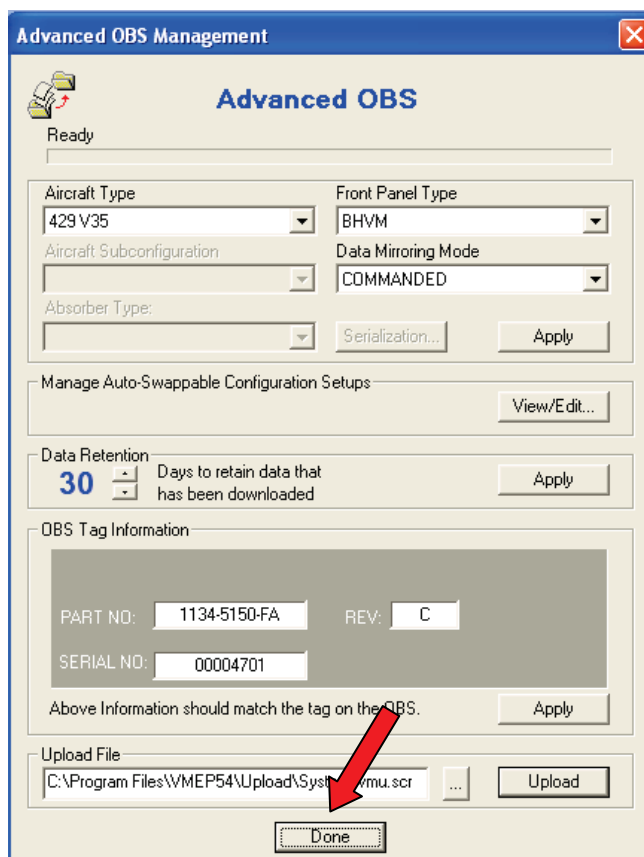 Advanced OBS Management
Advanced OBS
Ready
Aircraft Type
Front Panel Type
429 V35
BHVM
Aircraft Subconfiguration
Data Mirroring Mode
COMMANDED
Absorber Type:
Serialization...
Apply
Manage Auto-Swappable Configuration Setups
View/Edit...
Data Retention
30
Days to retain data that
has been downloaded
Apply
OBS Tag Information
PART NO:
1134-5150-FA
REV:
C
SERIAL NO:
00004701
Above Information should match the tag on the OBS.
Apply
Upload File
C:\Program Files\VMEP54\Upload\Sys vmu.scr
...
Upload
Done